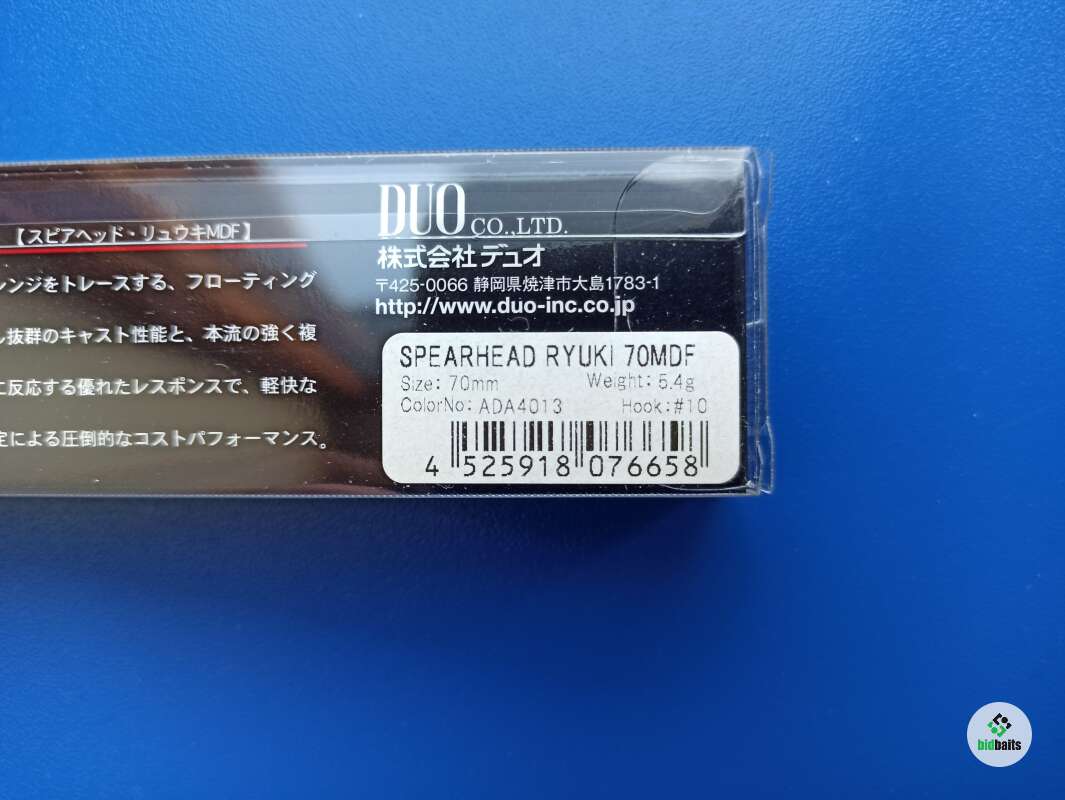 【スピアヘッド・リュウキMDF】
レンジをトレースする、フローティング
抜群のキャスト性能と、本流の強く複
に反応する優れたレスポンスで、軽快な
定による圧倒的なコストパフォーマンス。
DUO CO.,LTD.
株式会社デュオ
〒425-0066 静岡県焼津市大島1783-1
http://www.duo-inc.co.jp
SPEARHEAD RYUKI 70MDF
Size: 70mm Weight: 5.4g
ColorNo: ADA4013 Hook: #10
4 525918 076658
bidbaits